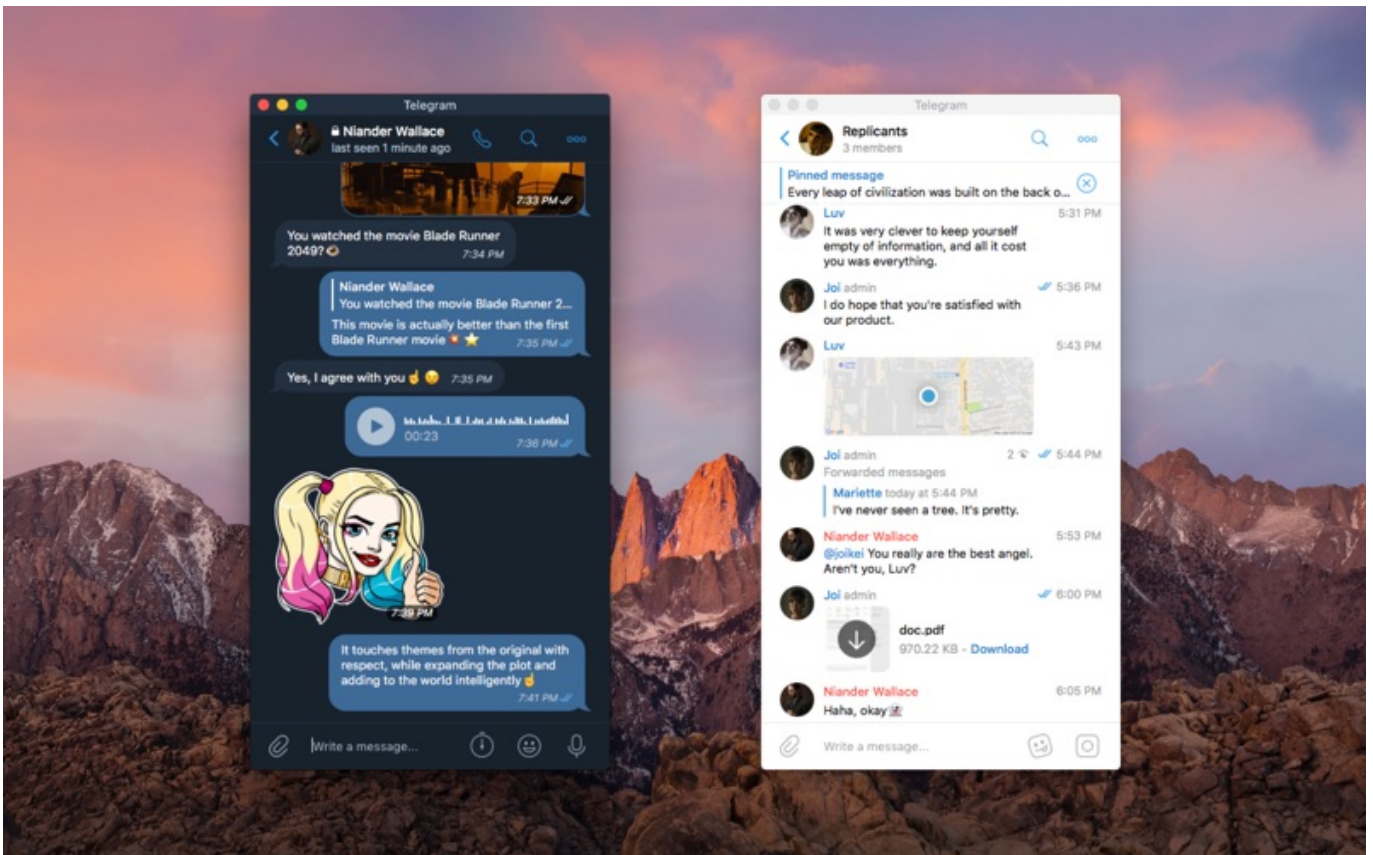 Telegram
Niander Wallace
last seen 1 minute ago
7:33 PM
You watched the movie Blade Runner
2049?
7:34 PM
Niander Wallace
You watched the movie Blade Runner 2...
This movie is actually better than the first
Blade Runner movie
7:35 PM
Yes, I agree with you
7:35 PM
00:23
7:36 PM
7:39 PM
It touches themes from the original with
respect, while expanding the plot and
adding to the world intelligently
7:41 PM
Write a message...
Telegram
Replicants
3 members
Pinned message
Every leap of civilization was built on the back o...
Luv 5:31 PM
It was very clever to keep yourself
empty of information, and all it cost
you was everything.
Joi admin 5:36 PM
I do hope that you're satisfied with
our product.
Luv 5:43 PM
Google
Joi admin 2 5:44 PM
Forwarded messages
Mariette today at 5:44 PM
I've never seen a tree. It's pretty.
Niander Wallace 5:53 PM
@joikei You really are the best angel.
Aren't you, Luv?
Joi admin 6:00 PM
doc.pdf
970.22 KB - Download
Niander Wallace 6:05 PM
Haha, okay
Write a message...